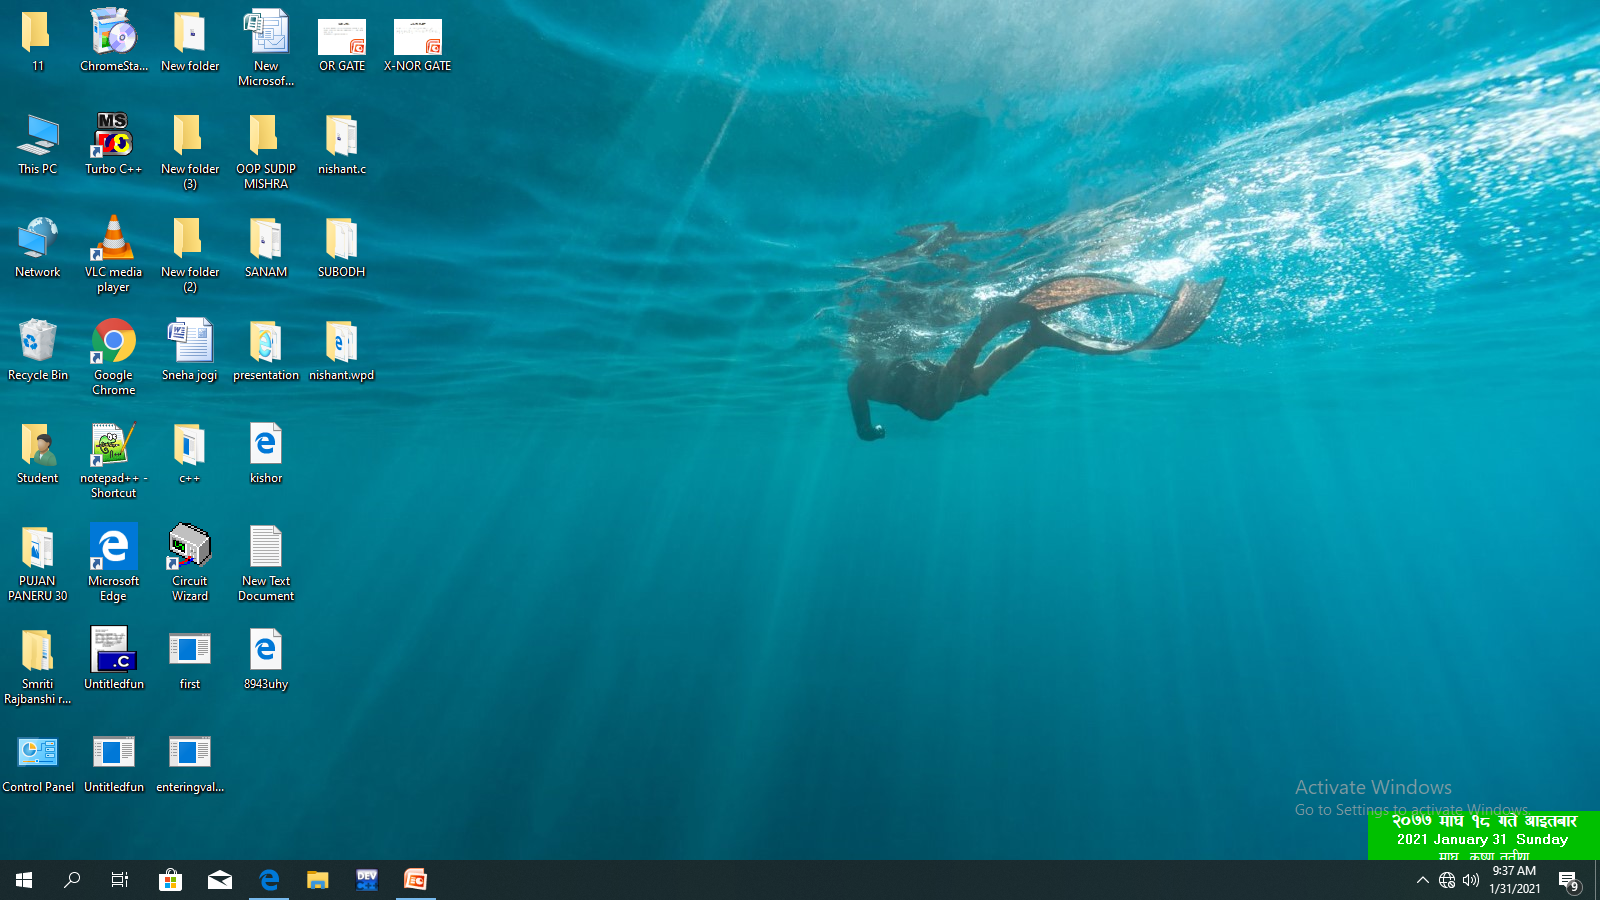 11
ChromeSta...
New folder
New
Microsof...
OR GATE
X-NOR GATE
This PC
MS
Turbo C++
New folder
(3)
OOP SUDIP
MISHRA
nishant.c
Network
VLC media
player
New folder
(2)
SANAM
SUBODH
Recycle Bin
Google
Chrome
Sneha jogi
presentation
nishant.wpd
Student
notepad++ -
Shortcut
c++
kishor
PUJAN
PANERU 30
Microsoft
Edge
Circuit
Wizard
New Text
Document
Smriti
Rajbanshi r...
DEV
.C
Untitledfun
first
8943uhy
Control Panel
Untitledfun
enteringval...
Activate Windows
Go to Settings to activate Windows.
२०७७ माघ १८ गते आइतबार
2021 January 31 Sunday
माघ कृष्ण तृतीया
DEV
9:37 AM
1/31/2021
9